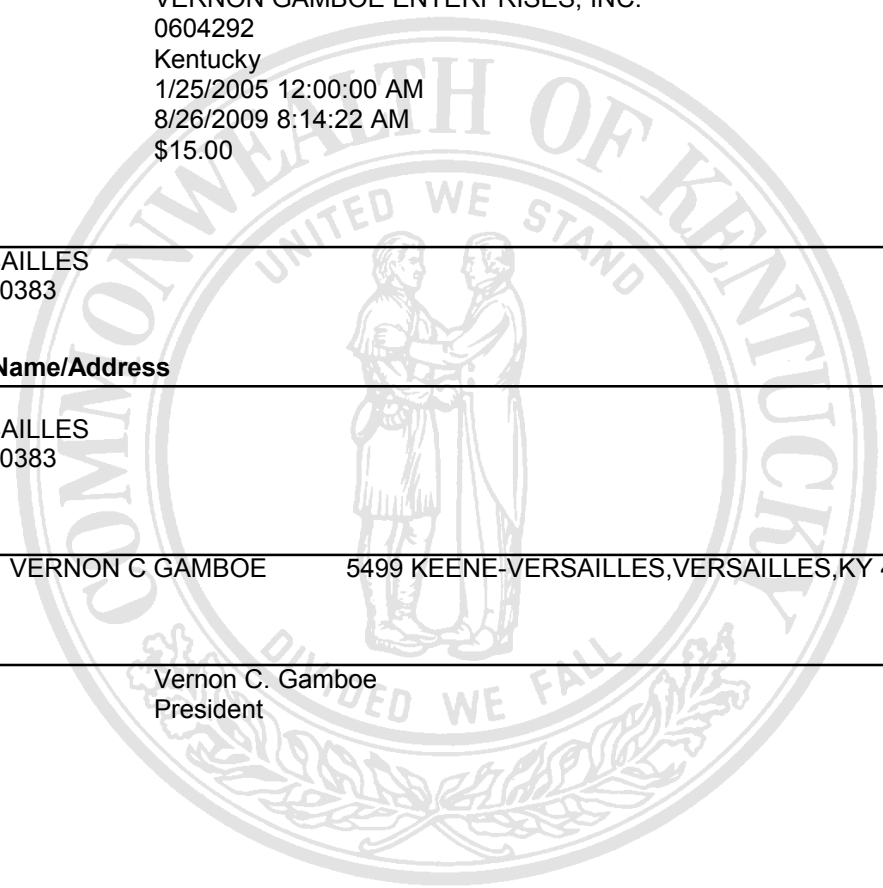 VERNON GAMBOE ENTERPRISES, INC.
0604292
Kentucky
1/25/2005 12:00:00 AM
8/26/2009 8:14:22 AM
$15.00
AILLES
0383
Name/Address
AILLES
0383
VERNON C GAMBOE 5499 KEENE-VERSAILLES,VERSAILLES,KY 4
Vernon C. Gamboe
President
COMMONWEALTH OF KENTUCKY
UNITED WE STAND
DIVIDED WE FALL